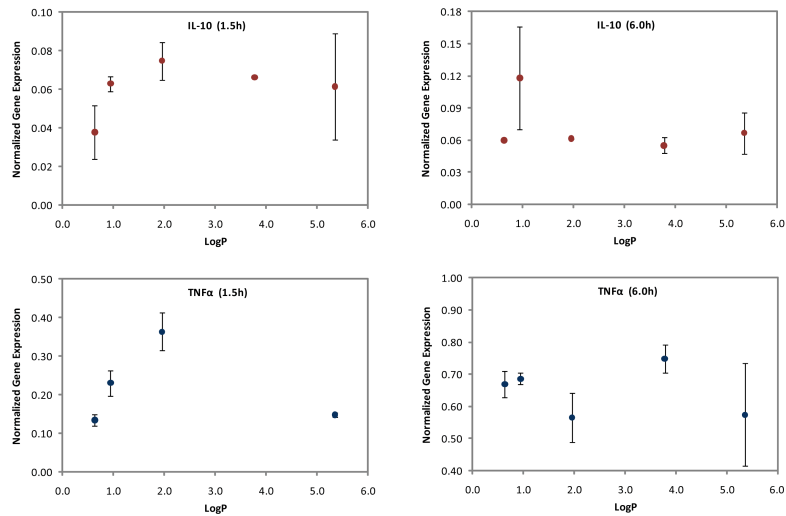 IL-10 (1.5h)
Normalized Gene Expression
0.10
0.08
0.06
0.04
0.02
0.00
0.0 1.0 2.0 3.0 4.0 5.0 6.0
LogP
IL-10 (6.0h)
Normalized Gene Expression
0.18
0.15
0.12
0.09
0.06
0.03
0.00
0.0 1.0 2.0 3.0 4.0 5.0 6.0
LogP
TNFα (1.5h)
Normalized Gene Expression
0.50
0.40
0.30
0.20
0.10
0.00
0.0 1.0 2.0 3.0 4.0 5.0 6.0
LogP
TNFα (6.0h)
Normalized Gene Expression
1.00
0.90
0.80
0.70
0.60
0.50
0.40
0.0 1.0 2.0 3.0 4.0 5.0 6.0
LogP